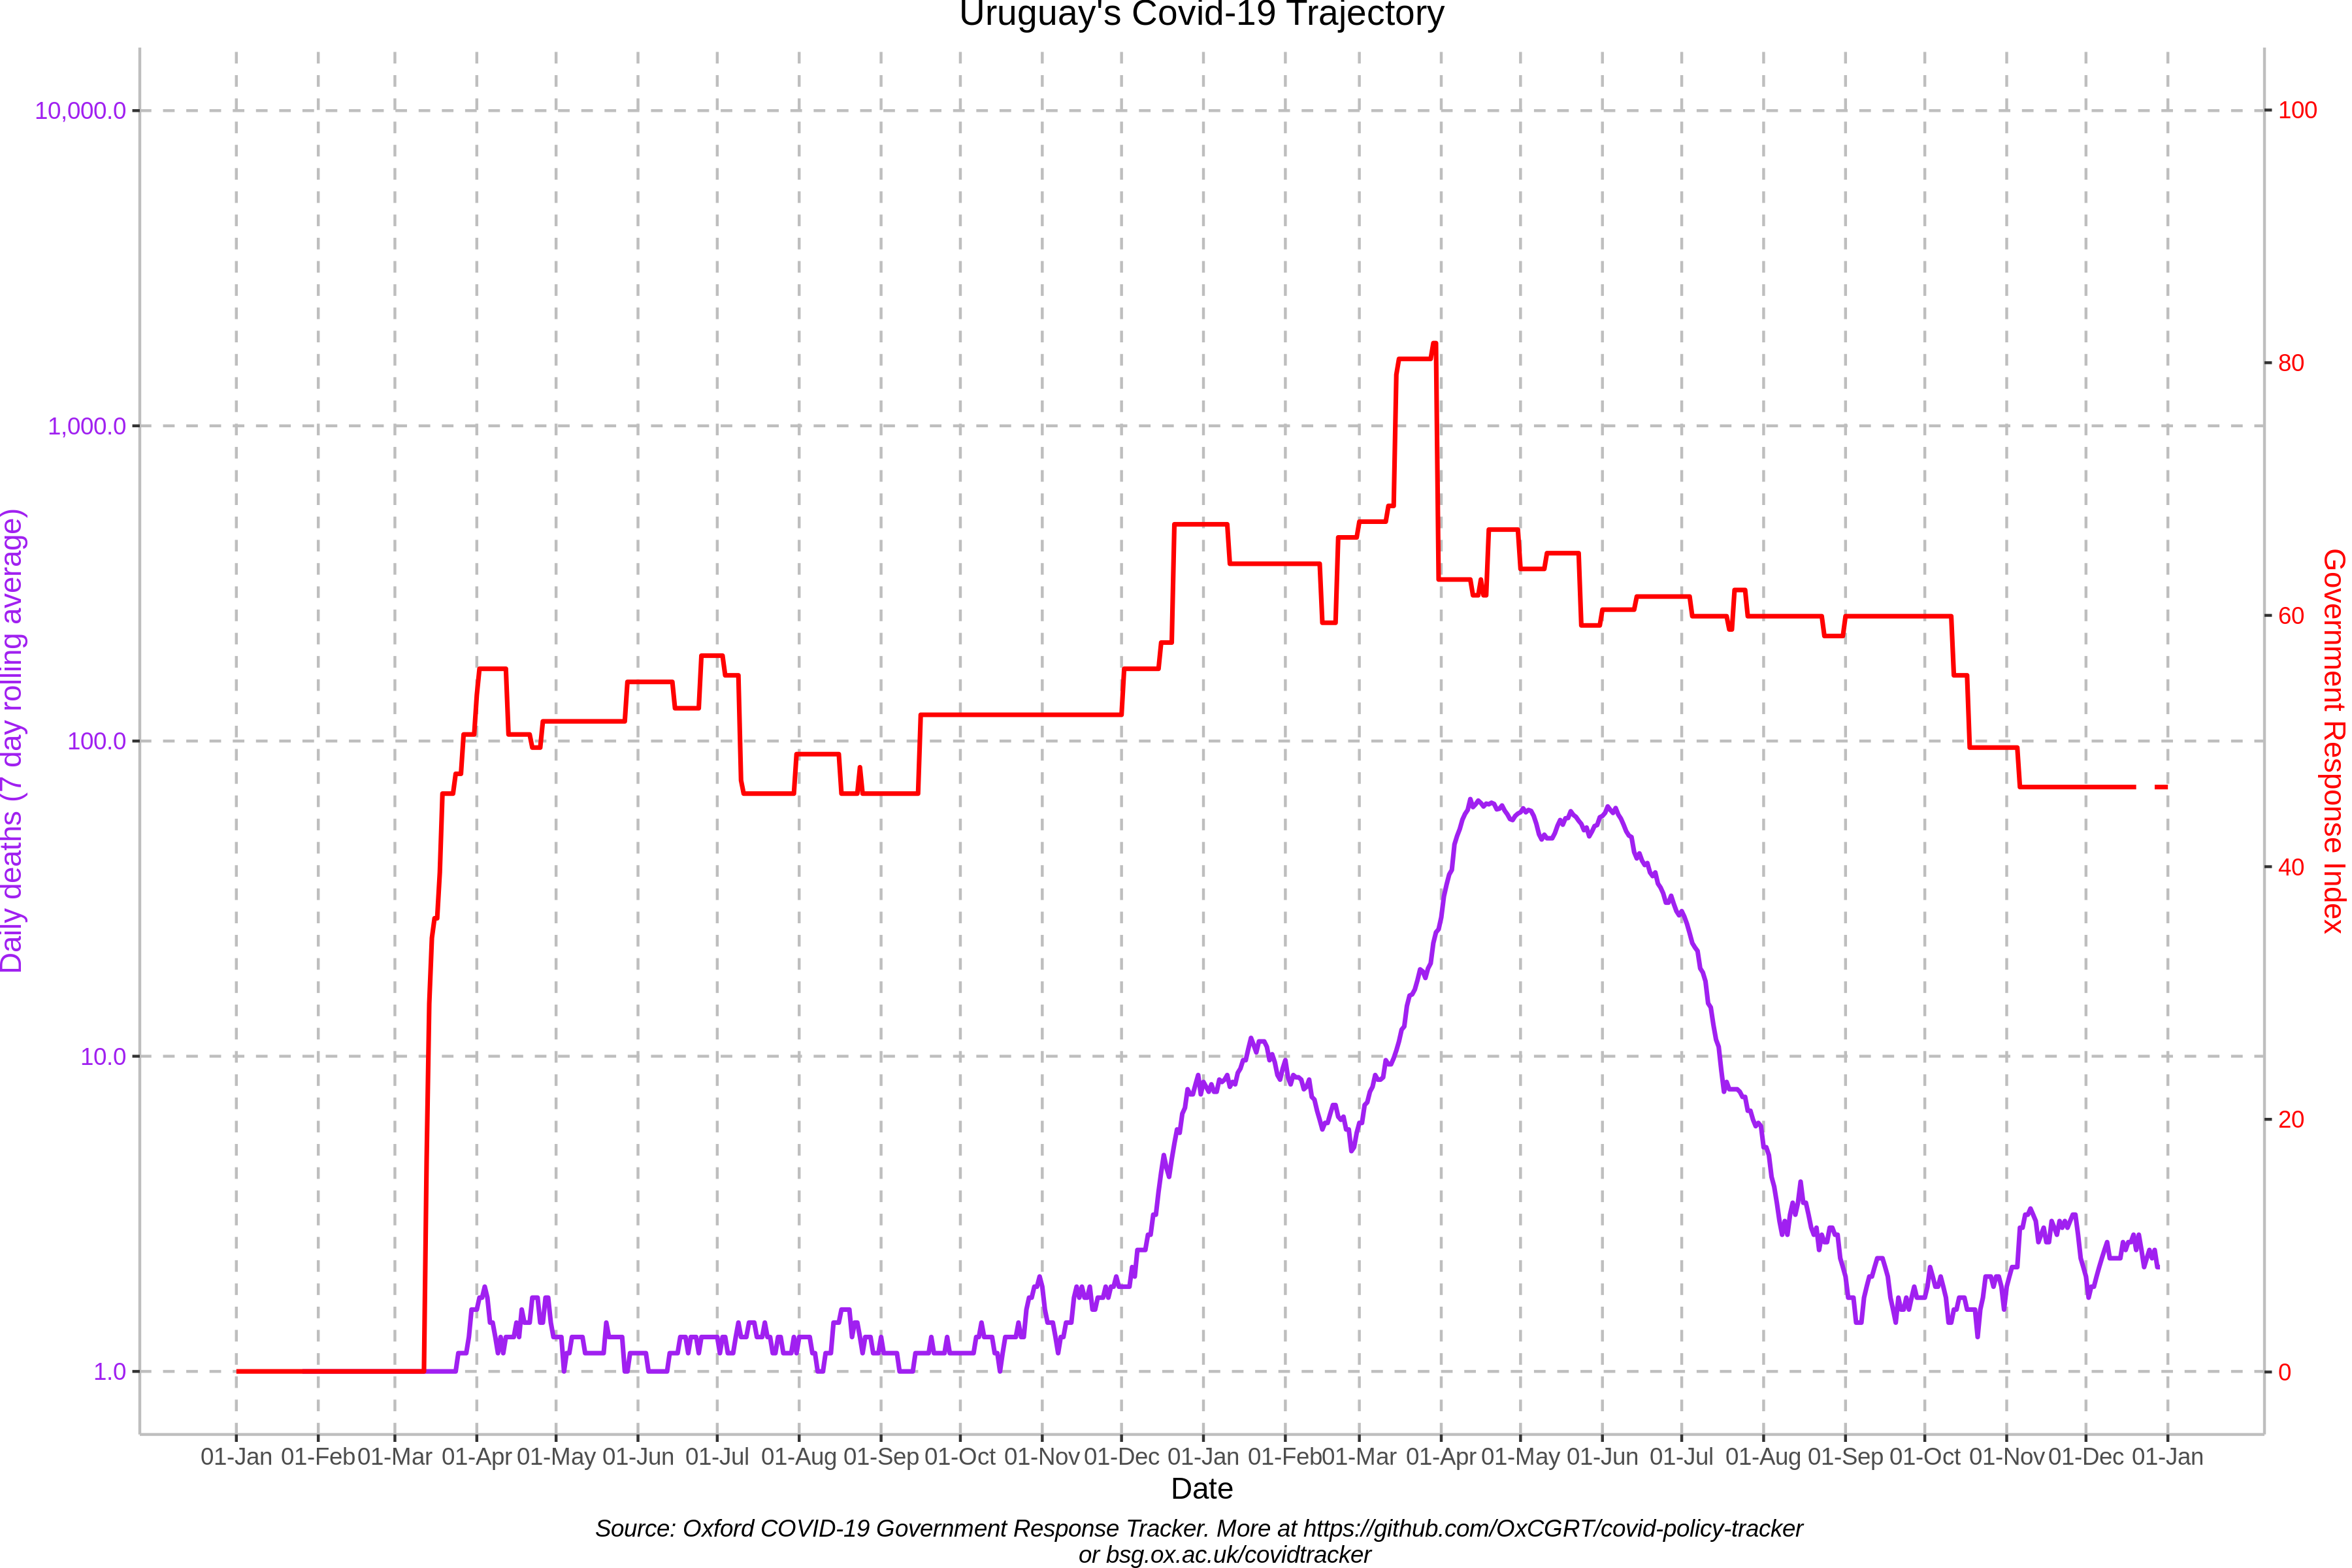 Uruguay's Covid-19 Trajectory
10,000.0
1,000.0
100.0
10.0
1.0
Daily deaths (7 day rolling average)
100
80
60
40
20
0
Government Response Index
01-Jan 01-Feb 01-Mar 01-Apr 01-May 01-Jun 01-Jul 01-Aug 01-Sep 01-Oct 01-Nov 01-Dec 01-Jan 01-Feb 01-Mar 01-Apr 01-May 01-Jun 01-Jul 01-Aug 01-Sep 01-Oct 01-Nov 01-Dec 01-Jan
Date
Source: Oxford COVID-19 Government Response Tracker. More at https://github.com/OxCGRT/covid-policy-tracker
or bsg.ox.ac.uk/covidtracker